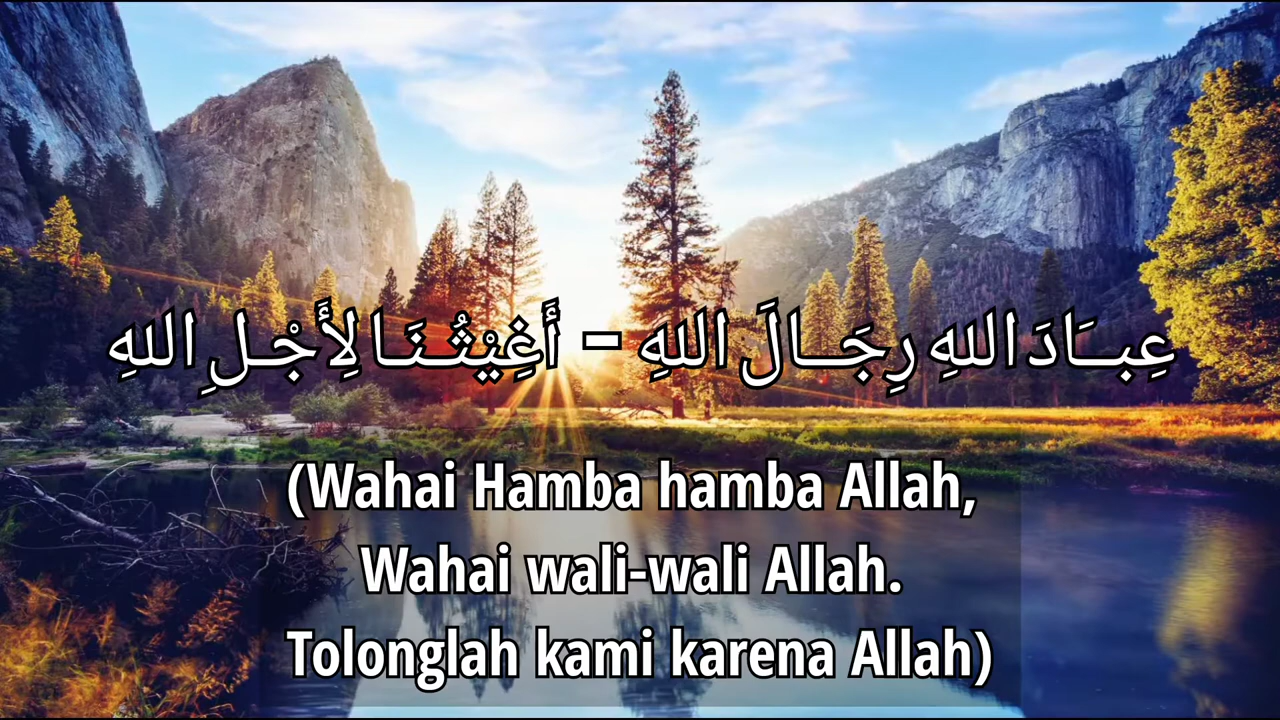 عِبــَادَ اللهِ رِجَــالَ اللهِ – أَغِيْثُـنَـا لِأَجْـلِ اللهِ
(Wahai Hamba hamba Allah,
Wahai wali-wali Allah.
Tolonglah kami karena Allah)